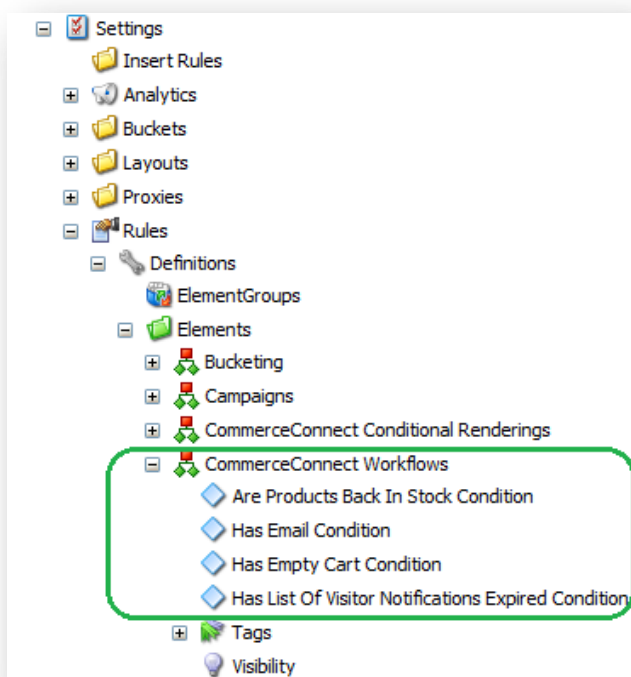 Settings
Insert Rules
Analytics
Buckets
Layouts
Proxies
Rules
Definitions
ElementGroups
Elements
Bucketing
Campaigns
CommerceConnect Conditional Renderings
CommerceConnect Workflows
Are Products Back In Stock Condition
Has Email Condition
Has Empty Cart Condition
Has List Of Visitor Notifications Expired Condition
Tags
Visibility